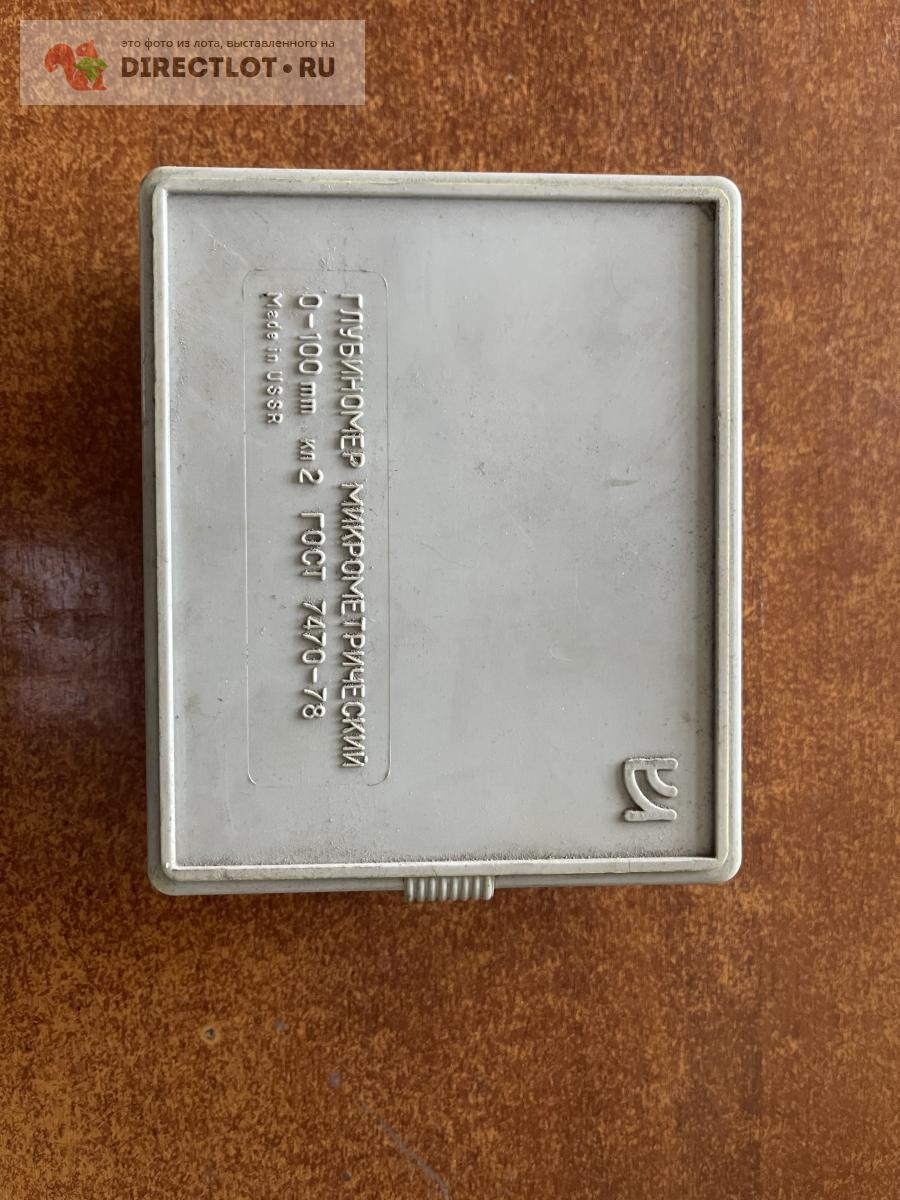 это фото из лота, выставленного на
DIRECTLOT•RU
ГЛУБИНОМЕР МИКРОМЕТРИЧЕСКИЙ
0-100 mm кл 2 ГОСТ 7470-78
Made in USSR